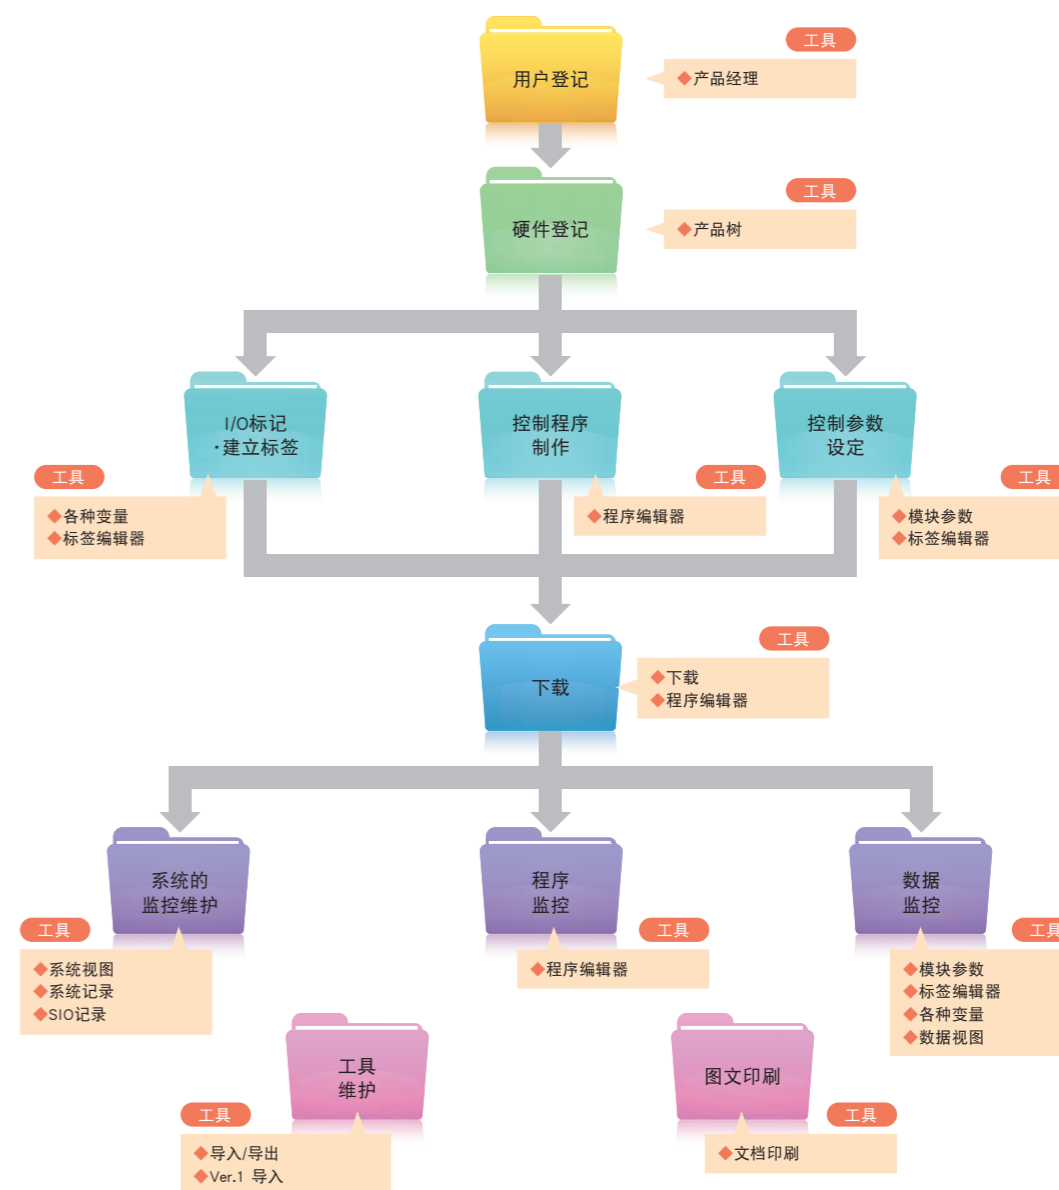 用户登记
工具
◆产品经理
硬件登记
工具
◆产品树
I/O标记
·建立标签
工具
◆各种变量
◆标签编辑器
控制程序
制作
工具
◆程序编辑器
控制参数
设定
工具
◆模块参数
◆标签编辑器
下载
工具
◆下载
◆程序编辑器
系统的
监控维护
工具
◆系统视图
◆系统记录
◆SIO记录
程序
监控
工具
◆程序编辑器
数据
监控
工具
◆模块参数
◆标签编辑器
◆各种变量
◆数据视图
工具
维护
工具
◆导入/导出
◆Ver.1 导入
图文印刷
工具
◆文档印刷